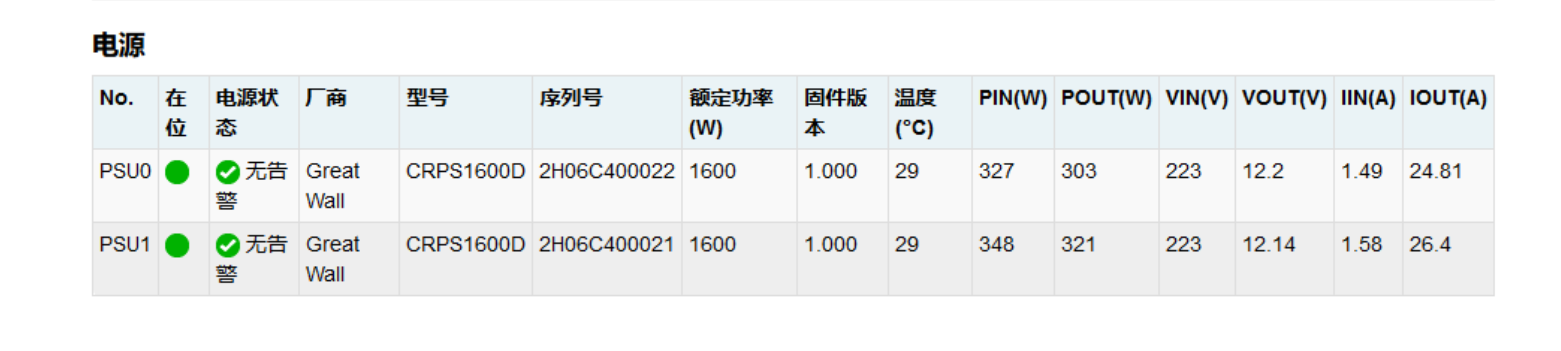 电源
No. 在位 电源状态 厂商 型号 序列号 额定功率(W) 固件版本 温度(°C) PIN(W) POUT(W) VIN(V) VOUT(V) IIN(A) IOUT(A)
PSU0 无告警 Great Wall CRPS1600D 2H06C400022 1600 1.000 29 327 303 223 12.2 1.49 24.81
PSU1 无告警 Great Wall CRPS1600D 2H06C400021 1600 1.000 29 348 321 223 12.14 1.58 26.4